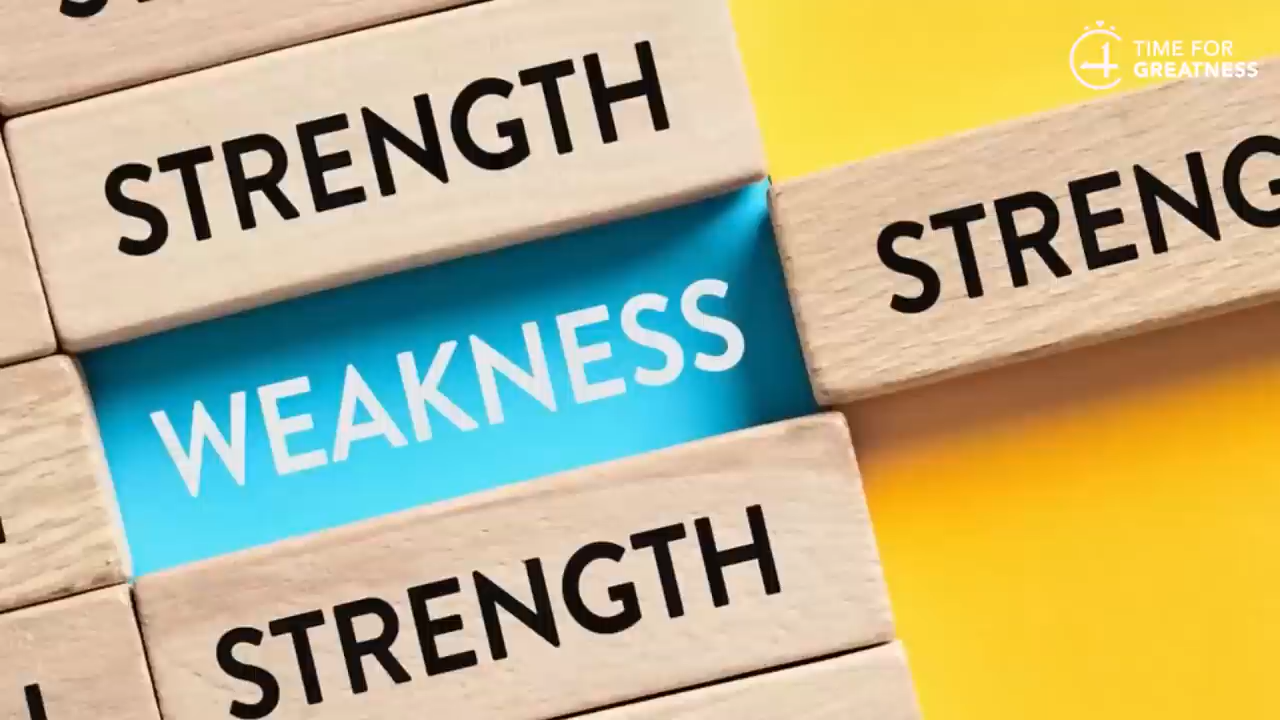 TIME FOR
GREATNESS
STRENGTH
STRENG
WEAKNESS
STRENGTH